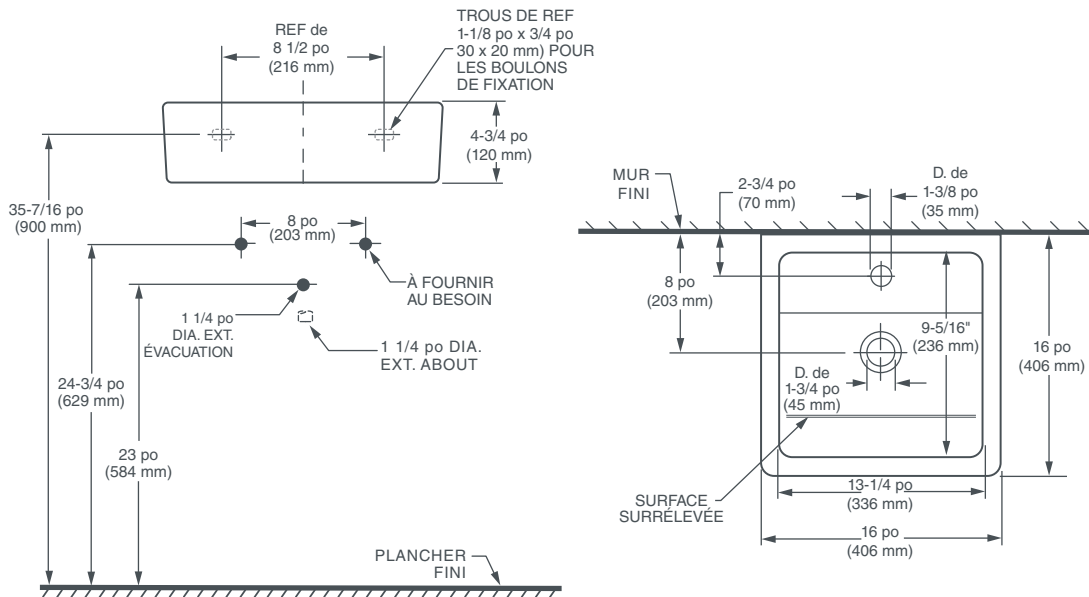 REF de
8 1/2 po
(216 mm)
TROUS DE REF
1-1/8 po x 3/4 po
30 x 20 mm) POUR
LES BOULONS
DE FIXATION
4-3/4 po
(120 mm)
35-7/16 po
(900 mm)
8 po
(203 mm)
À FOURNIR
AU BESOIN
1 1/4 po
DIA. EXT.
ÉVACUATION
1 1/4 po DIA.
EXT. ABOUT
24-3/4 po
(629 mm)
23 po
(584 mm)
PLANCHER
FINI
MUR
FINI
2-3/4 po
(70 mm)
D. de
1-3/8 po
(35 mm)
8 po
(203 mm)
9-5/16"
(236 mm)
16 po
(406 mm)
D. de
1-3/4 po
(45 mm)
SURFACE
SURRÉLEVÉE
13-1/4 po
(336 mm)
16 po
(406 mm)